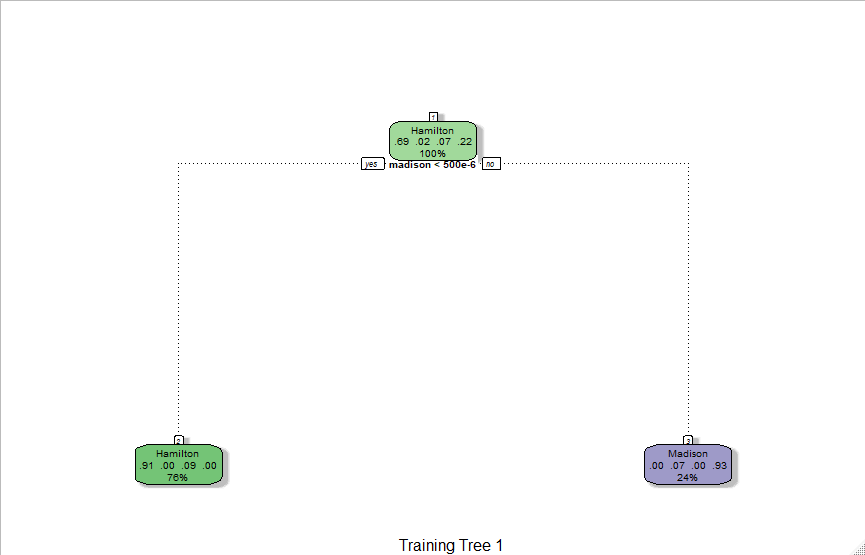 1
Hamilton
.69 .02 .07 .22
100%
yes madison < 500e-6 no
2
Hamilton
.91 .00 .09 .00
76%
3
Madison
.00 .07 .00 .93
24%
Training Tree 1